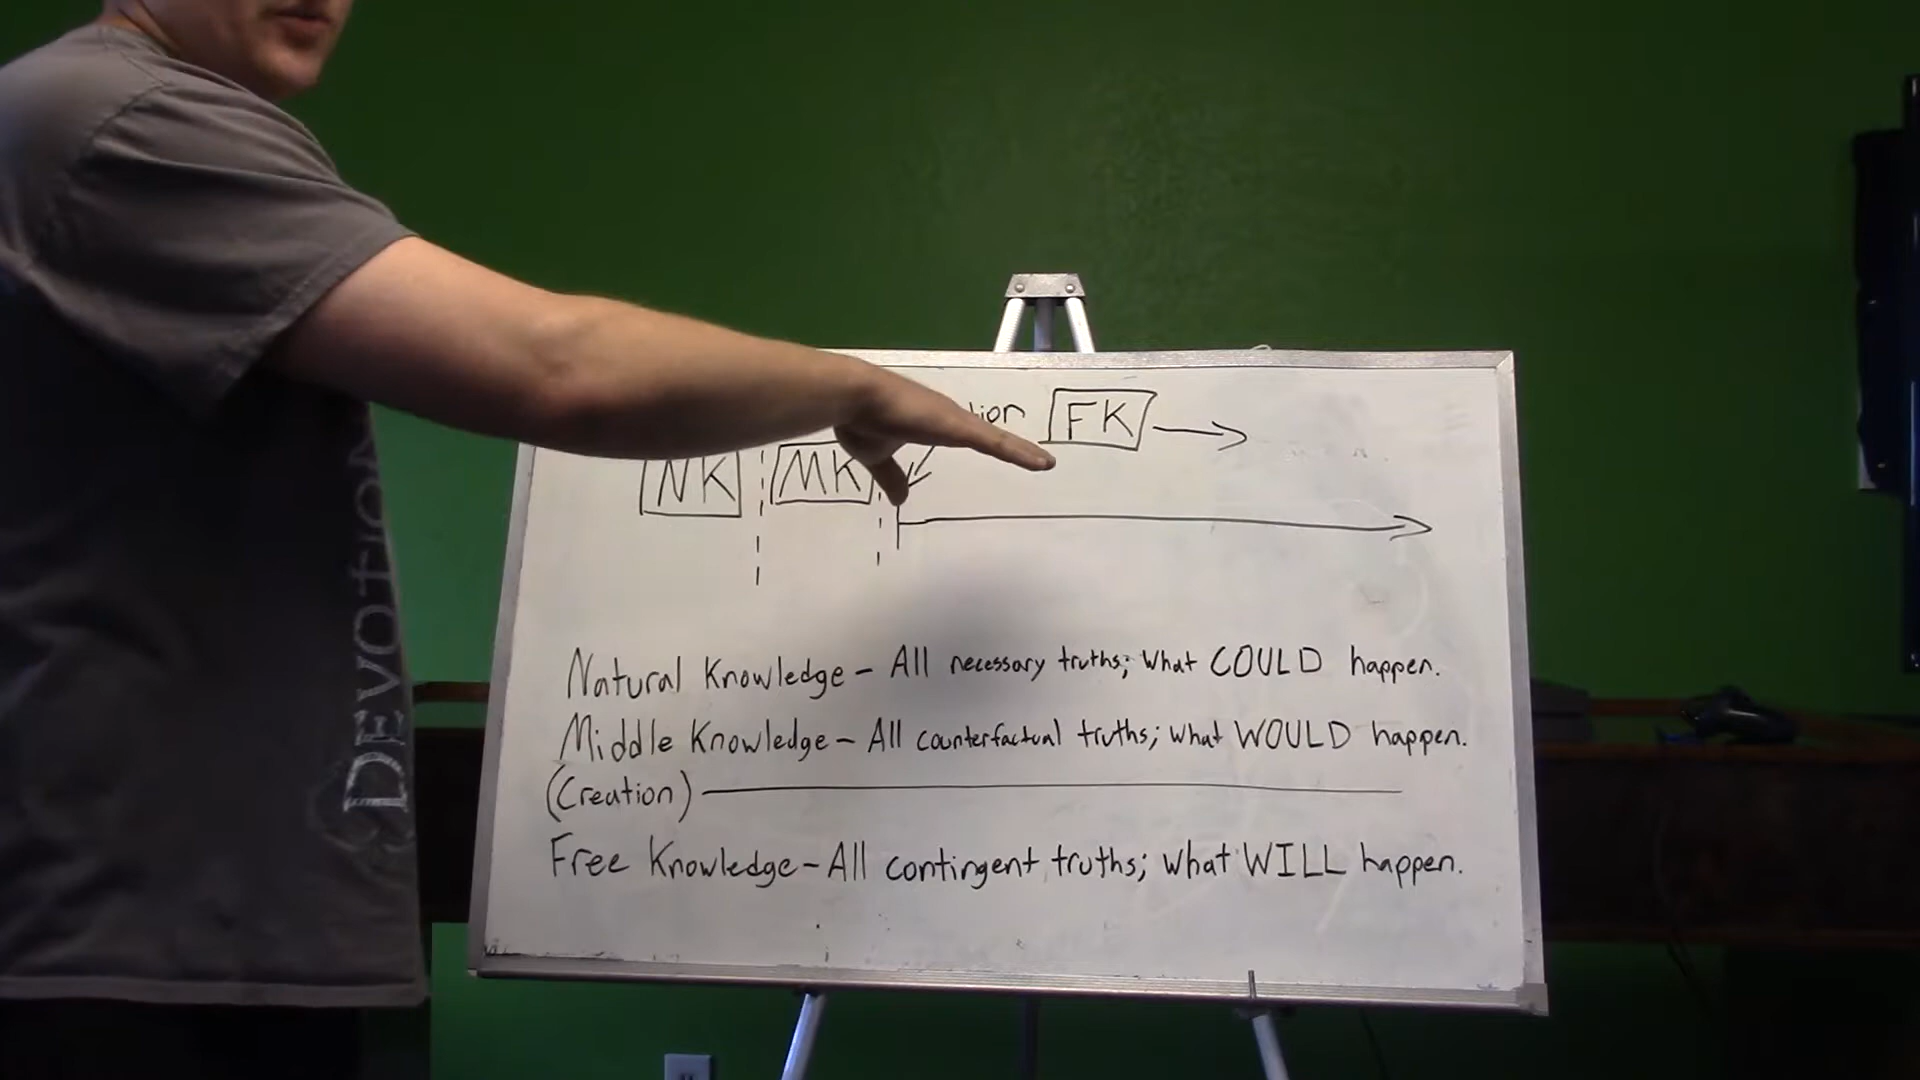 FK
NK MK
Natural Knowledge - All necessary truths; what COULD happen.
Middle Knowledge - All counterfactual truths; what WOULD happen.
(Creation)
Free Knowledge - All contingent truths; what WILL happen.
DEVOTION